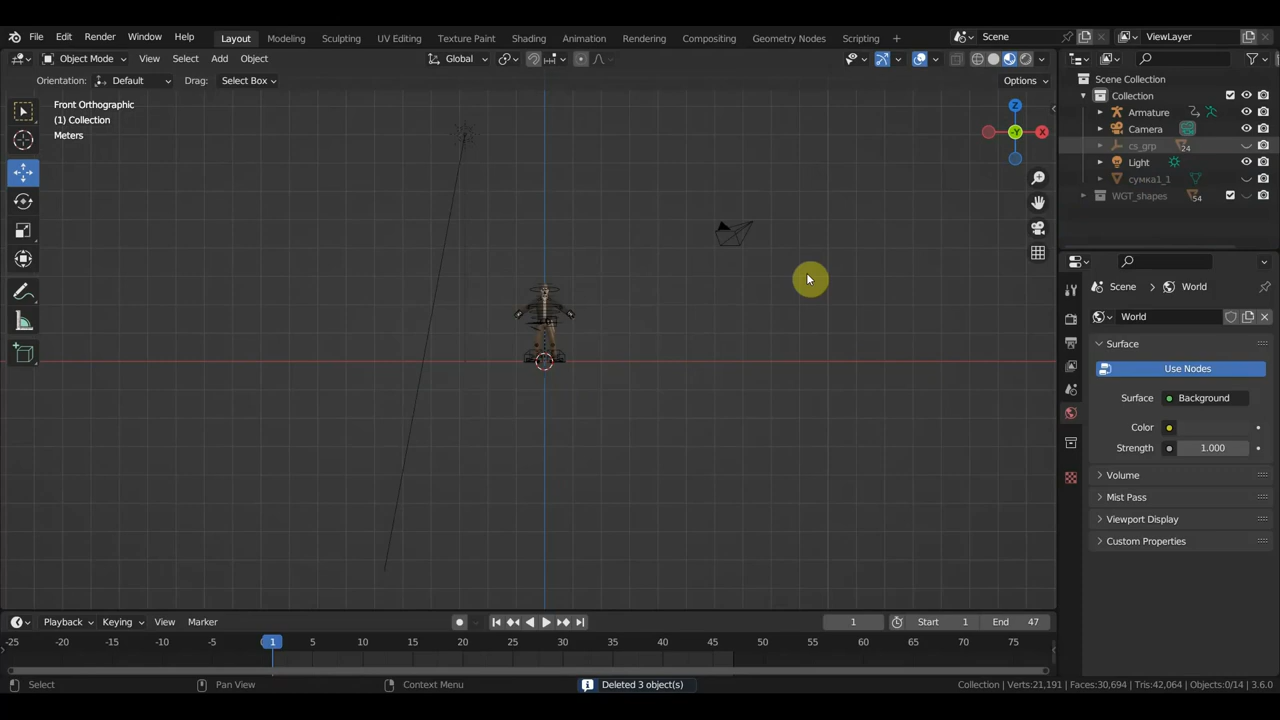 File Edit Render Window Help Layout Modeling Sculpting UV Editing Texture Paint Shading Animation Rendering Compositing Geometry Nodes Scripting + Scene ViewLayer
Object Mode View Select Add Object Global Options
Orientation: Default Drag: Select Box
Front Orthographic
(1) Collection
Meters
Z
X
-Y
Scene Collection
Collection
Armature
Camera
cs_grp 24
Light
сумка1_1
WGT_shapes 54
Scene > World
World
Surface
Use Nodes
Surface Background
Color
Strength 1.000
Volume
Mist Pass
Viewport Display
Custom Properties
Playback Keying View Marker 1 Start 1 End 47
-25 -20 -15 -10 -5 1 5 10 15 20 25 30 35 40 45 50 55 60 65 70 75
Select Pan View Context Menu Deleted 3 object(s) Collection | Verts:21,191 | Faces:30,694 | Tris:42,064 | Objects:0/14 | 3.6.0